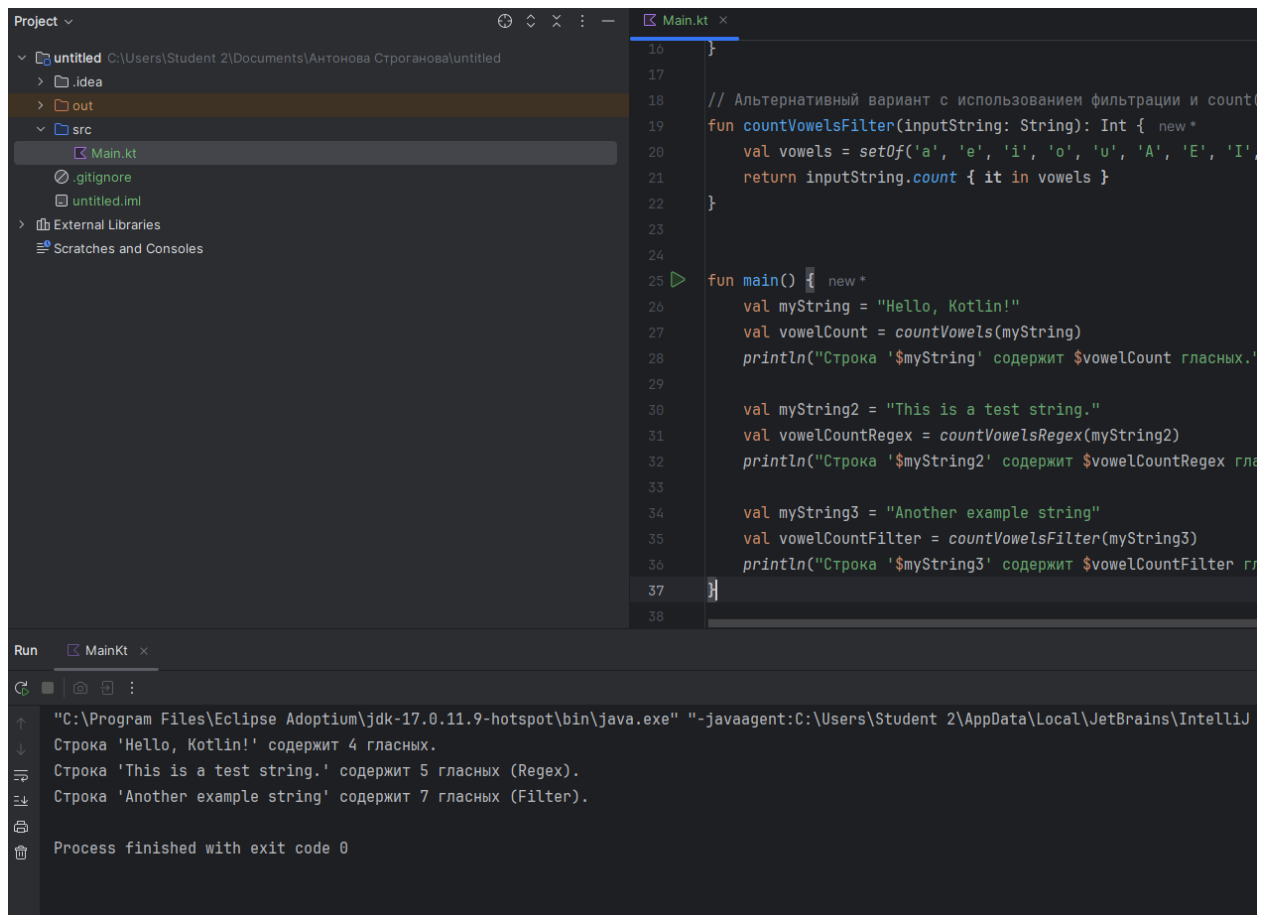 Project
untitled C:\Users\Student 2\Documents\Антонова Строганова\untitled
.idea
out
src
Main.kt
.gitignore
untitled.iml
External Libraries
Scratches and Consoles
Main.kt
16 }
17
18 // Альтернативный вариант с использованием фильтрации и count(
19 fun countVowelsFilter(inputString: String): Int { new *
20 val vowels = setOf('a', 'e', 'i', 'o', 'u', 'A', 'E', 'I',
21 return inputString.count { it in vowels }
22 }
23
24
25 fun main() { new *
26 val myString = "Hello, Kotlin!"
27 val vowelCount = countVowels(myString)
28 println("Строка '$myString' содержит $vowelCount гласных."
29
30 val myString2 = "This is a test string."
31 val vowelCountRegex = countVowelsRegex(myString2)
32 println("Строка '$myString2' содержит $vowelCountRegex гла
33
34 val myString3 = "Another example string"
35 val vowelCountFilter = countVowelsFilter(myString3)
36 println("Строка '$myString3' содержит $vowelCountFilter гл
37 }
38
Run MainKt
"C:\Program Files\Eclipse Adoptium\jdk-17.0.11.9-hotspot\bin\java.exe" "-javaagent:C:\Users\Student 2\AppData\Local\JetBrains\IntelliJ
Строка 'Hello, Kotlin!' содержит 4 гласных.
Строка 'This is a test string.' содержит 5 гласных (Regex).
Строка 'Another example string' содержит 7 гласных (Filter).
Process finished with exit code 0